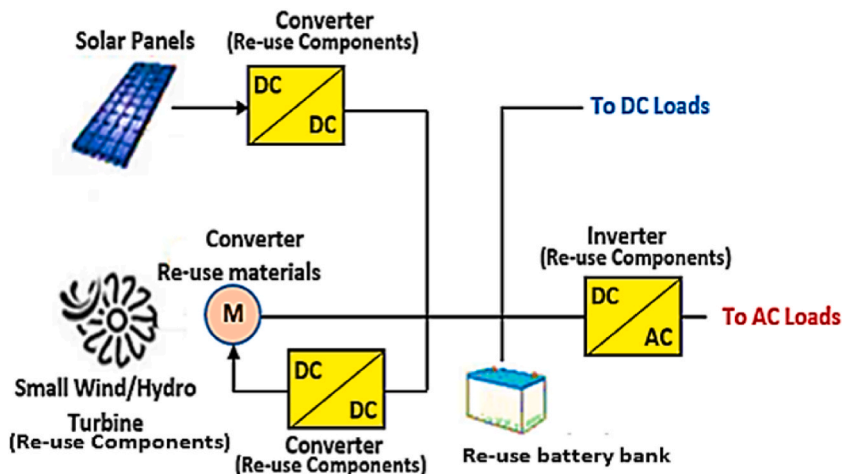 Converter
(Re-use Components)
Solar Panels
DC
DC
To DC Loads
Converter
Re-use materials
Inverter
(Re-use Components)
M
DC
AC
To AC Loads
DC
DC
Small Wind/Hydro
Turbine
(Re-use Components)
Converter
(Re-use Components)
Re-use battery bank